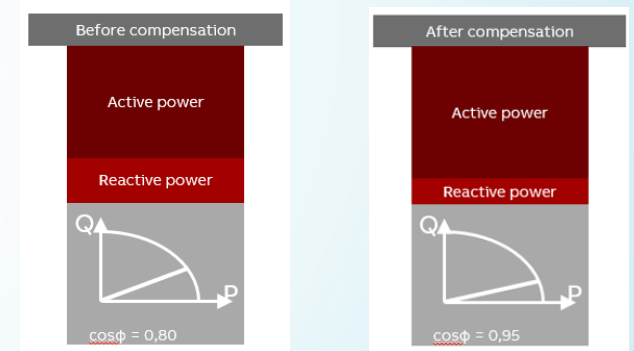 Before compensation
Active power
Reactive power
Q
P
cosϕ = 0,80
After compensation
Active power
Reactive power
Q
P
cosϕ = 0,95